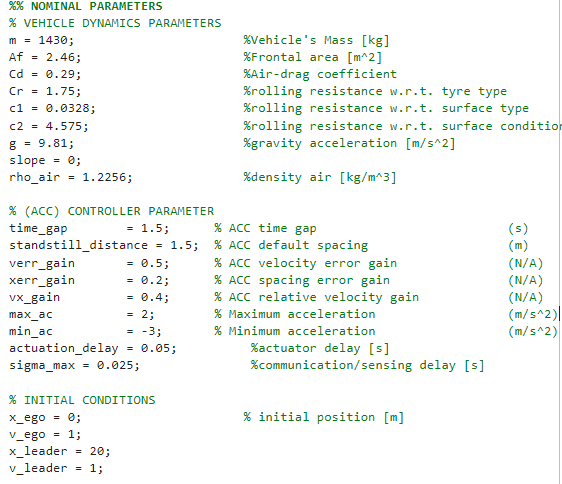 %% NOMINAL PARAMETERS
% VEHICLE DYNAMICS PARAMETERS
m = 1430; %Vehicle's Mass [kg]
Af = 2.46; %Frontal area [m^2]
Cd = 0.29; %Air-drag coefficient
Cr = 1.75; %rolling resistance w.r.t. tyre type
c1 = 0.0328; %rolling resistance w.r.t. surface type
c2 = 4.575; %rolling resistance w.r.t. surface condition
g = 9.81; %gravity acceleration [m/s^2]
slope = 0;
rho_air = 1.2256; %density air [kg/m^3]
% (ACC) CONTROLLER PARAMETER
time_gap = 1.5; % ACC time gap (s)
standstill_distance = 1.5; % ACC default spacing (m)
verr_gain = 0.5; % ACC velocity error gain (N/A)
xerr_gain = 0.2; % ACC spacing error gain (N/A)
vx_gain = 0.4; % ACC relative velocity gain (N/A)
max_ac = 2; % Maximum acceleration (m/s^2)
min_ac = -3; % Minimum acceleration (m/s^2)
actuation_delay = 0.05; %actuator delay [s]
sigma_max = 0.025; %communication/sensing delay [s]
% INITIAL CONDITIONS
x_ego = 0; % initial position [m]
v_ego = 1;
x_leader = 20;
v_leader = 1;